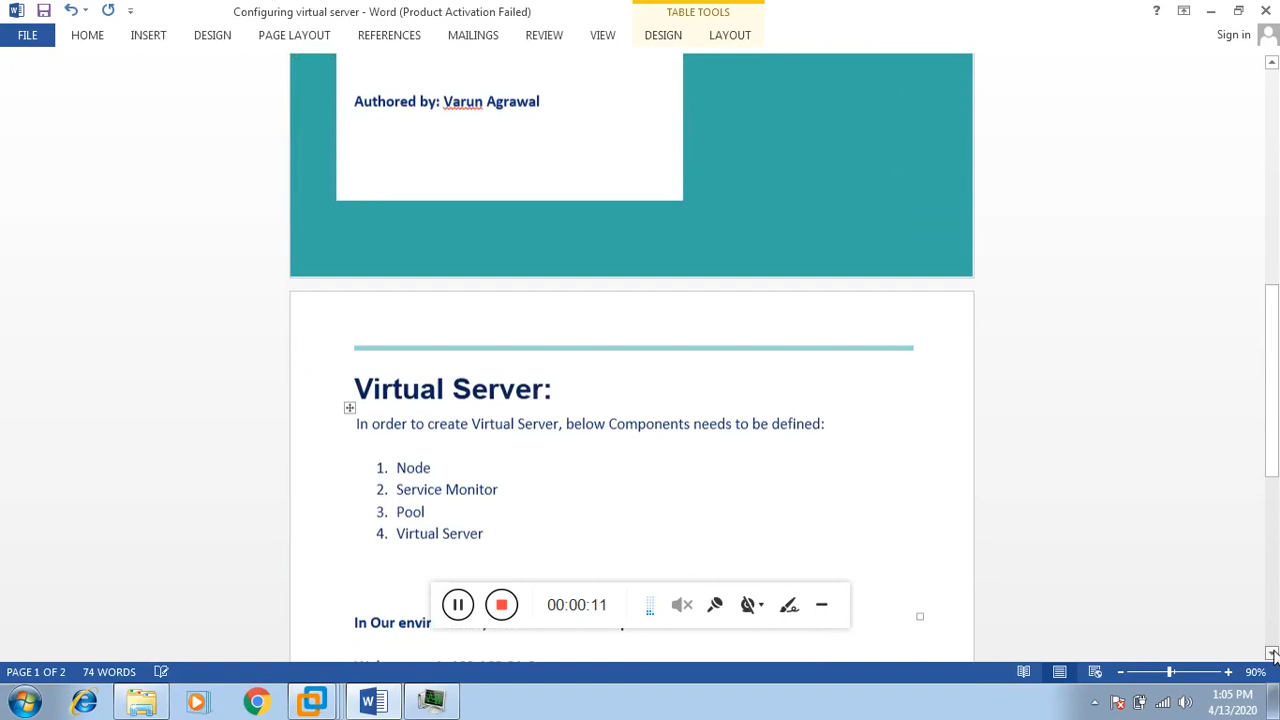 Configuring virtual server - Word (Product Activation Failed)
TABLE TOOLS
?
FILE HOME INSERT DESIGN PAGE LAYOUT REFERENCES MAILINGS REVIEW VIEW DESIGN LAYOUT Sign in
Authored by: Varun Agrawal
Virtual Server:
In order to create Virtual Server, below Components needs to be defined:
1. Node
2. Service Monitor
3. Pool
4. Virtual Server
00:00:11
In Our
PAGE 1 OF 2 74 WORDS 90%
1:05 PM
4/13/2020